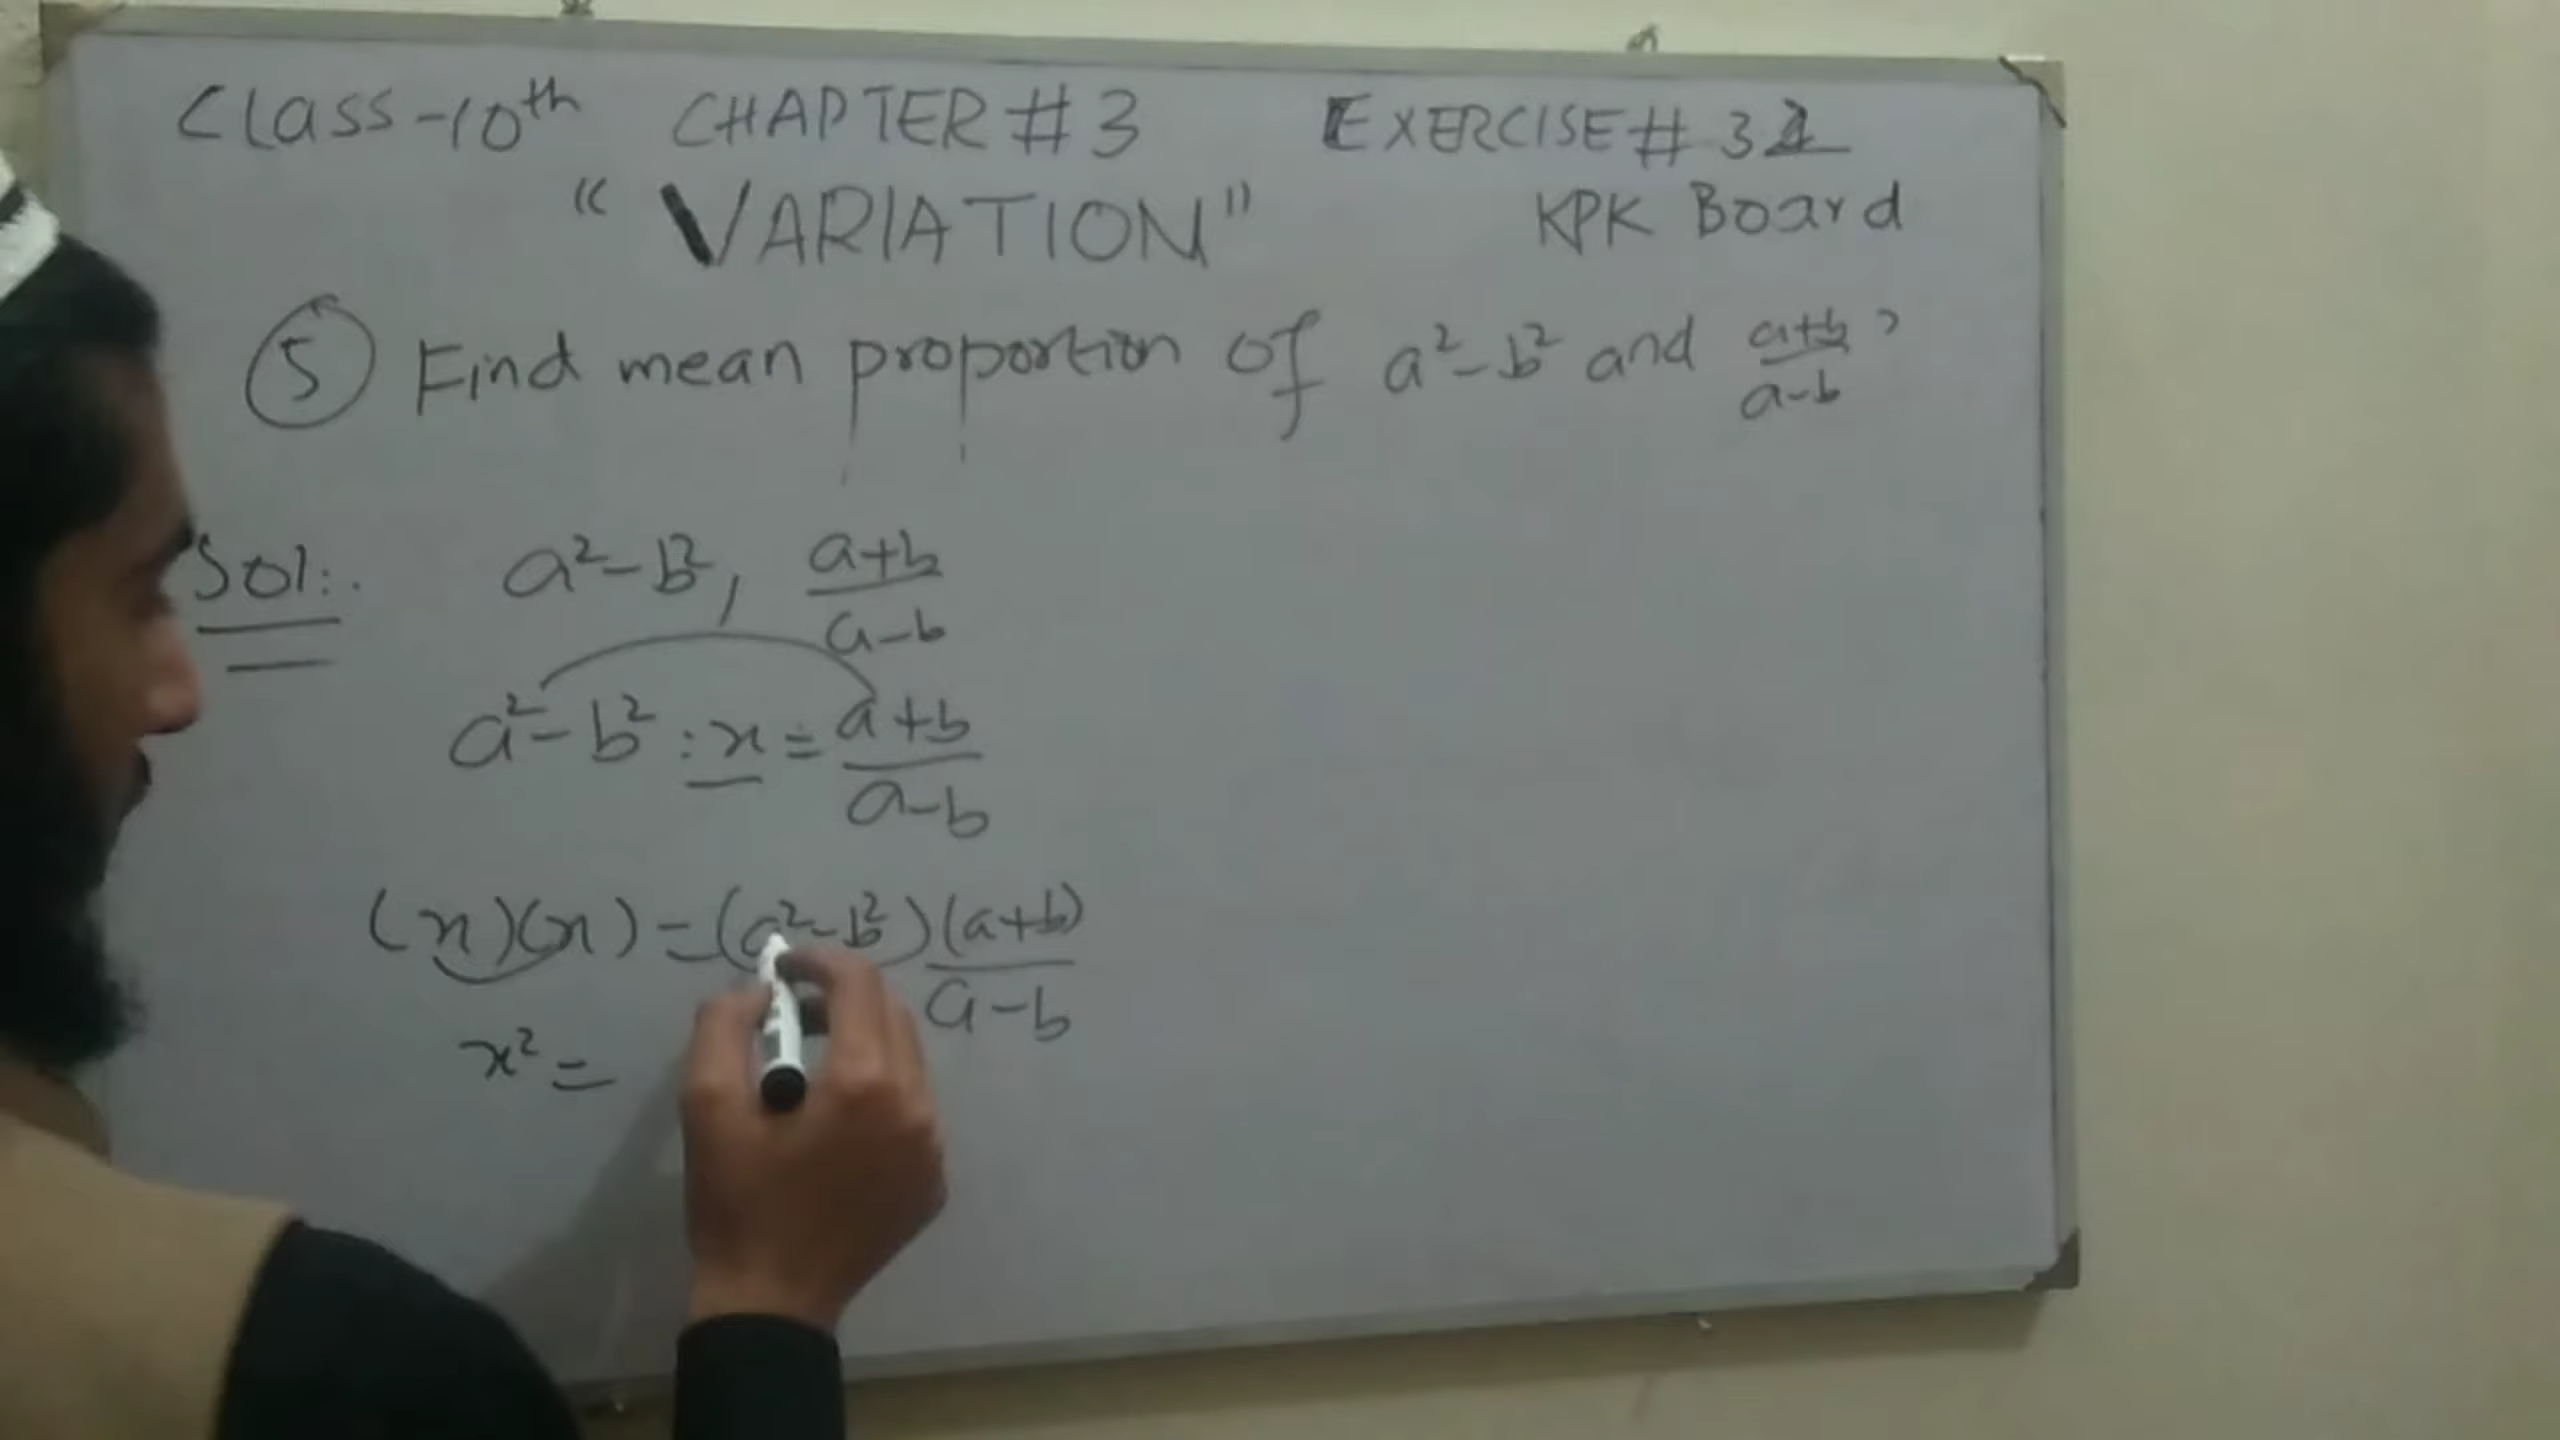 Class-10th CHAPTER #3 EXERCISE # 3.2
"VARIATION" KPK Board
(5) Find mean proportion of a²-b² and (a+b)/(a-b) ?
Sol:. a²-b², (a+b)/(a-b)
a²-b² : x = (a+b)/(a-b)
(x)(x) = (a²-b²)(a+b)/(a-b)
x² =